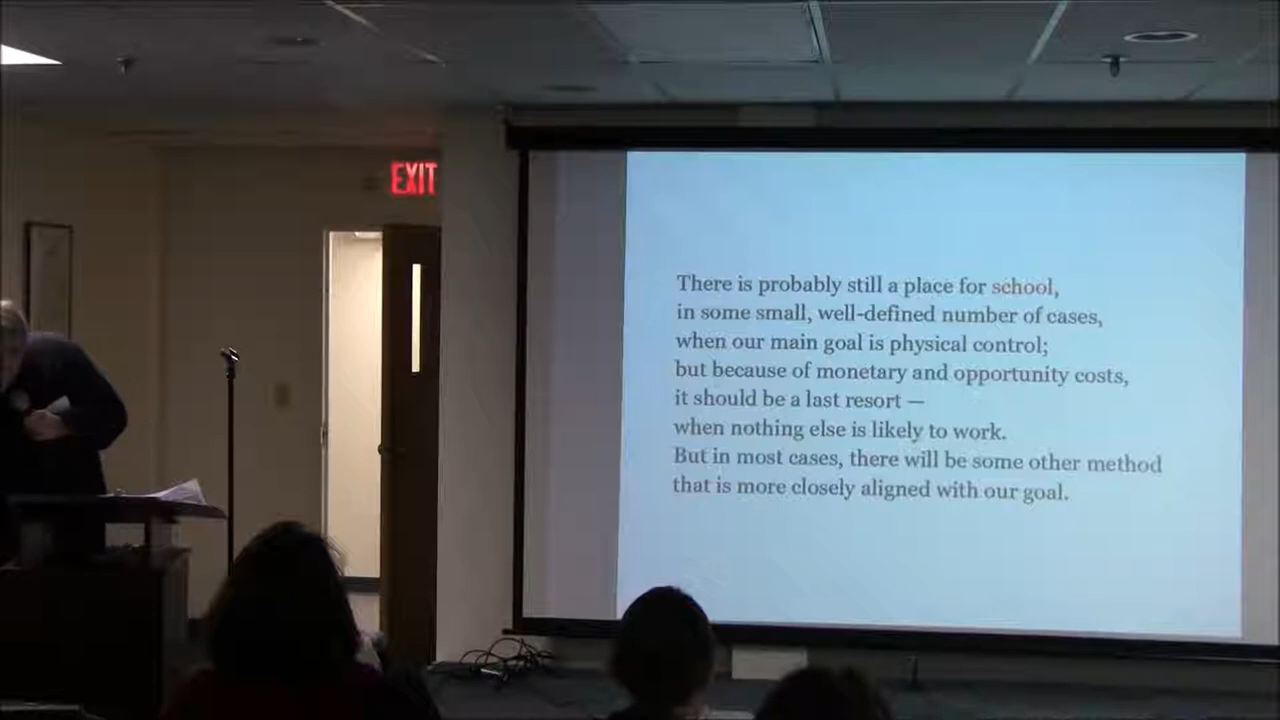 EXIT
There is probably still a place for school,
in some small, well-defined number of cases,
when our main goal is physical control;
but because of monetary and opportunity costs,
it should be a last resort —
when nothing else is likely to work.
But in most cases, there will be some other method
that is more closely aligned with our goal.